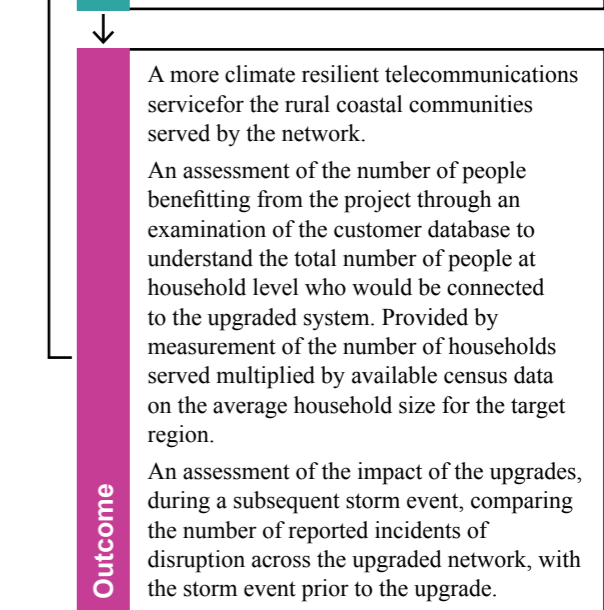 A more climate resilient telecommunications
servicefor the rural coastal communities
served by the network.
An assessment of the number of people
benefitting from the project through an
examination of the customer database to
understand the total number of people at
household level who would be connected
to the upgraded system. Provided by
measurement of the number of households
served multiplied by available census data
on the average household size for the target
region.
An assessment of the impact of the upgrades,
during a subsequent storm event, comparing
the number of reported incidents of
disruption across the upgraded network, with
the storm event prior to the upgrade.
Outcome